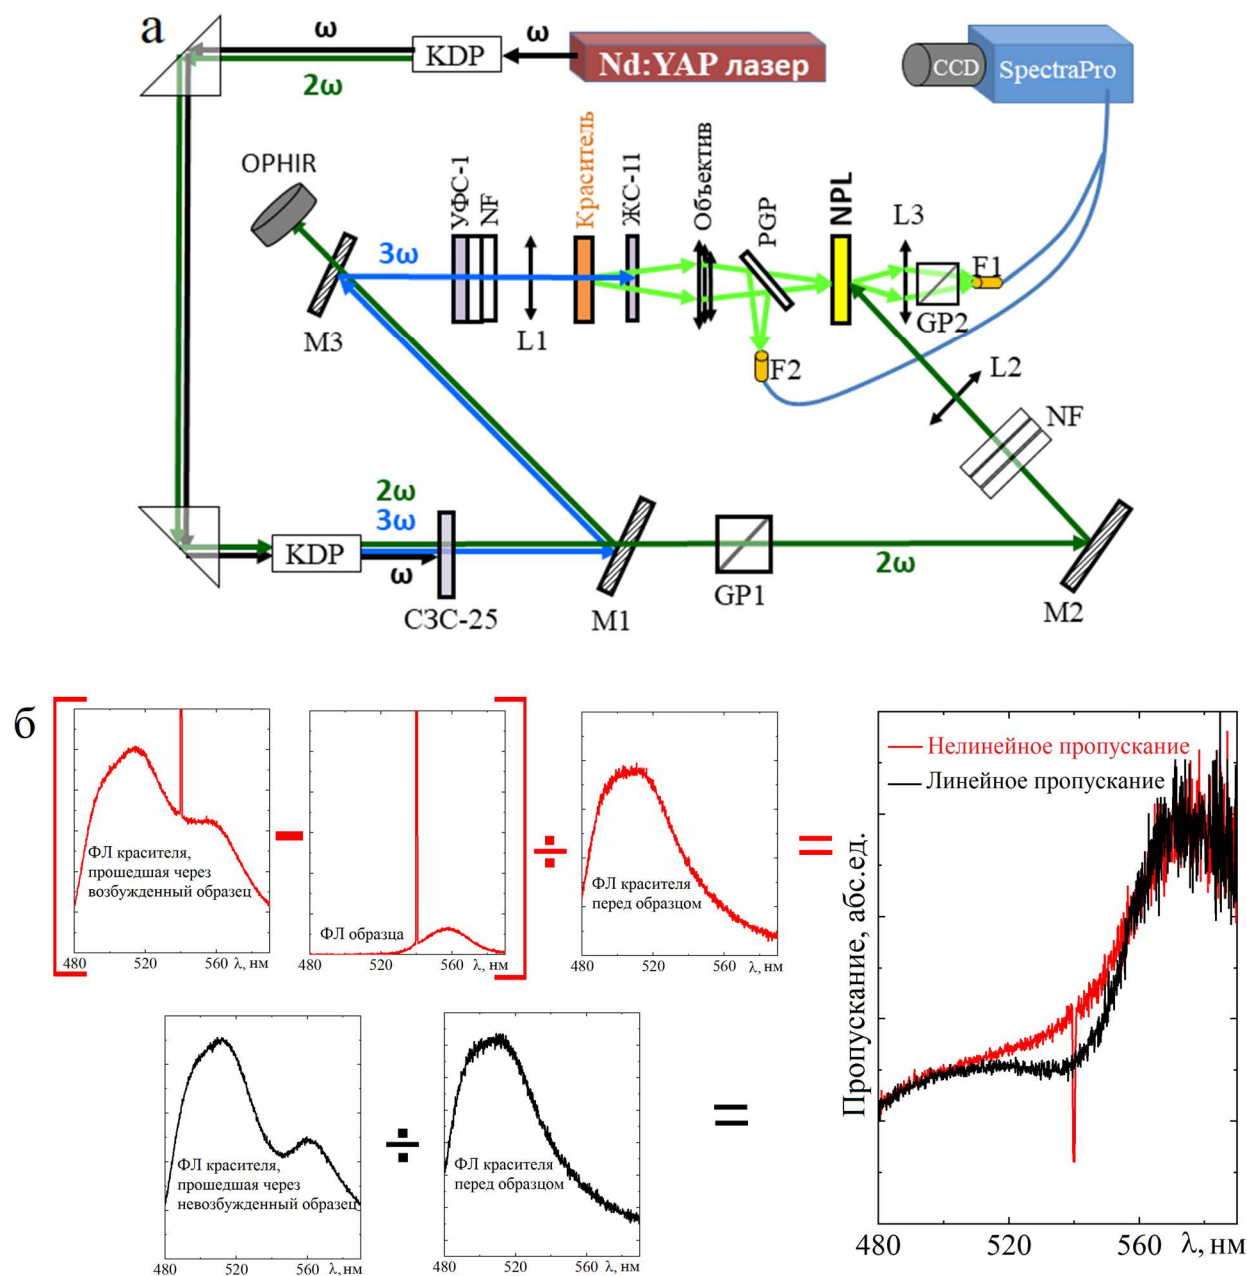 а
ω
KDP
ω
Nd:YAP лазер
CCD
SpectraPro
2ω
OPHIR
УФС-1
NF
Краситель
ЖС-11
Объектив
PGP
NPL
L3
3ω
F1
M3
L1
GP2
F2
L2
NF
2ω
3ω
KDP
ω
2ω
СЗС-25
M1
GP1
M2
б
ФЛ красителя,
прошедшая через
возбужденный образец
480 520 560 λ, нм
ФЛ образца
480 520 560 λ, нм
ФЛ красителя
перед образцом
480 520 560 λ, нм
Нелинейное пропускание
Линейное пропускание
Пропускание, абс.ед.
480 520 560 λ, нм
ФЛ красителя,
прошедшая через
невозбужденный образец
480 520 560 λ, нм
ФЛ красителя
перед образцом
480 520 560 λ, нм